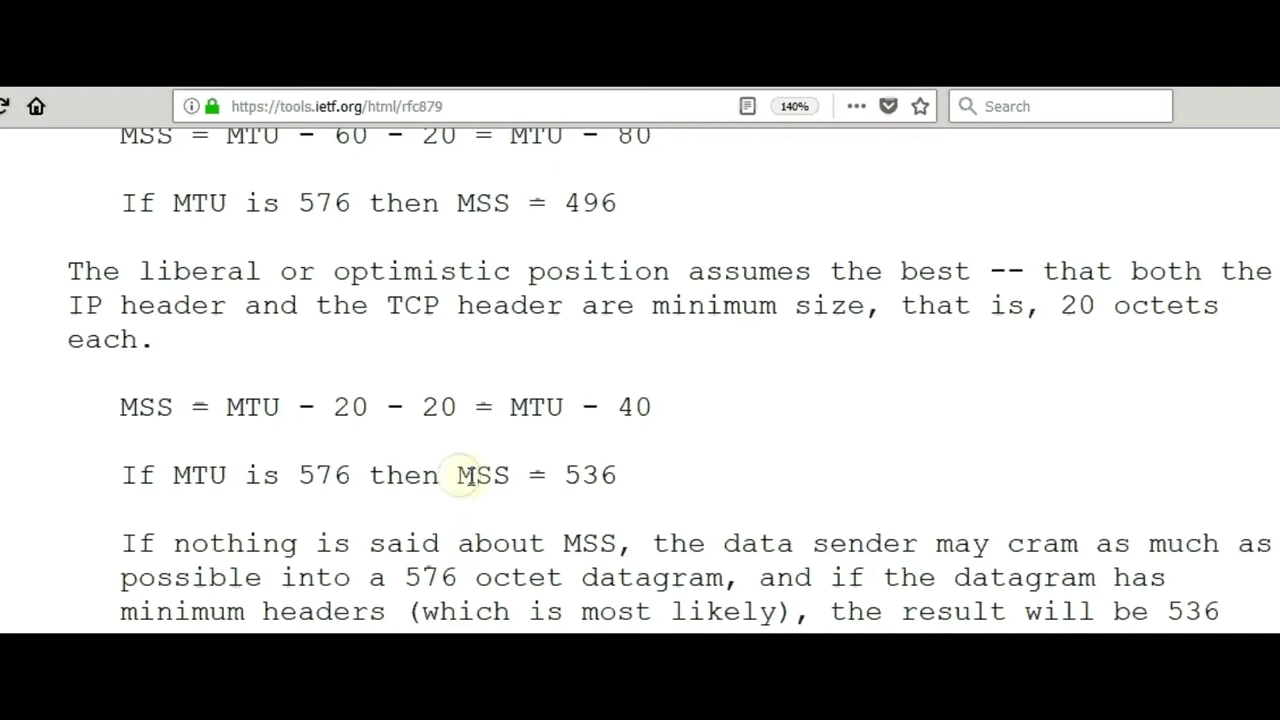 https://tools.ietf.org/html/rfc879
140%
Search
MSS = MTU - 60 - 20 = MTU - 80
If MTU is 576 then MSS = 496
The liberal or optimistic position assumes the best -- that both the
IP header and the TCP header are minimum size, that is, 20 octets
each.
MSS = MTU - 20 - 20 = MTU - 40
If MTU is 576 then MSS = 536
If nothing is said about MSS, the data sender may cram as much as
possible into a 576 octet datagram, and if the datagram has
minimum headers (which is most likely), the result will be 536